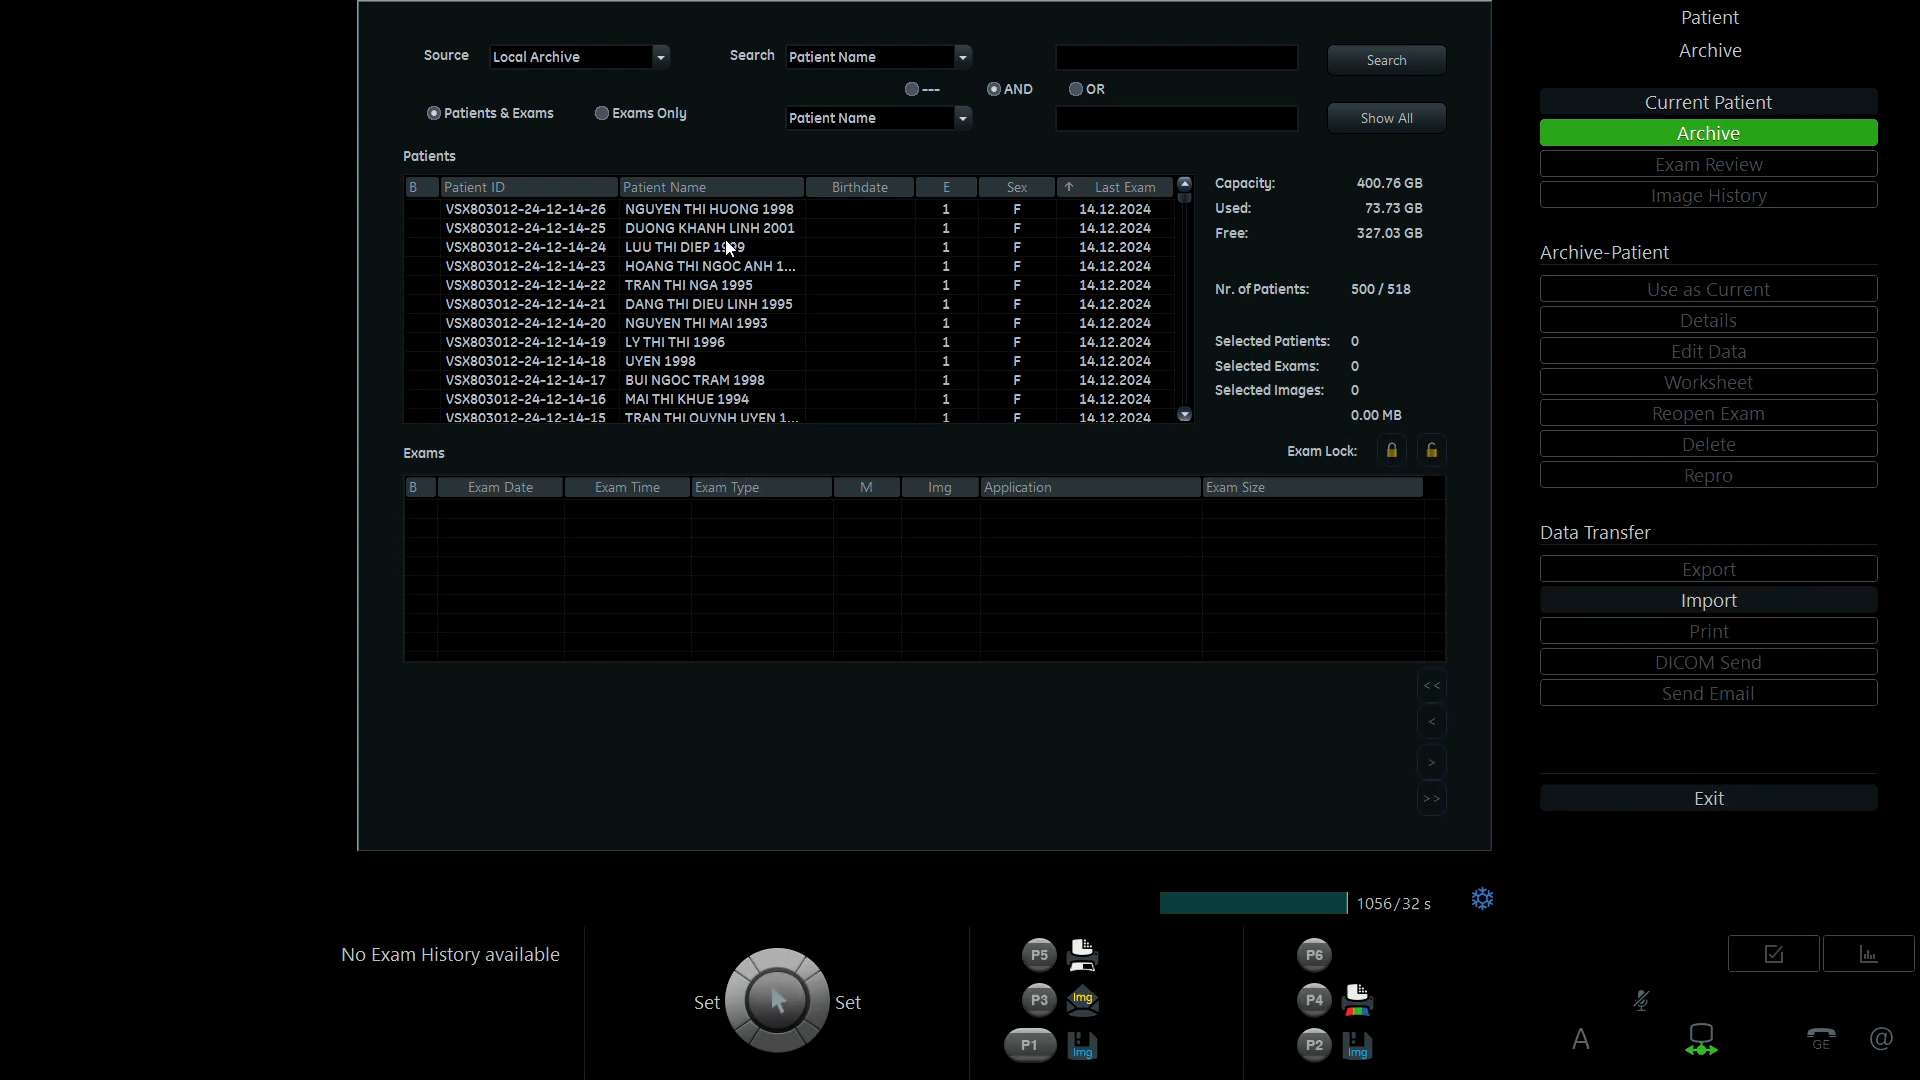 Patient
Archive
Source Local Archive Search Patient Name Search
--- AND OR
Patients & Exams Exams Only Patient Name Show All
Patients
B Patient ID Patient Name Birthdate E Sex Last Exam
VSX803012-24-12-14-26 NGUYEN THI HUONG 1998 1 F 14.12.2024
VSX803012-24-12-14-25 DUONG KHANH LINH 2001 1 F 14.12.2024
VSX803012-24-12-14-24 LUU THI DIEP 1 1 F 14.12.2024
VSX803012-24-12-14-23 HOANG THI NGOC ANH 1... 1 F 14.12.2024
VSX803012-24-12-14-22 TRAN THI NGA 1995 1 F 14.12.2024
VSX803012-24-12-14-21 DANG THI DIEU LINH 1995 1 F 14.12.2024
VSX803012-24-12-14-20 NGUYEN THI MAI 1993 1 F 14.12.2024
VSX803012-24-12-14-19 LY THI THI 1996 1 F 14.12.2024
VSX803012-24-12-14-18 UYEN 1998 1 F 14.12.2024
VSX803012-24-12-14-17 BUI NGOC TRAM 1998 1 F 14.12.2024
VSX803012-24-12-14-16 MAI THI KHUE 1994 1 F 14.12.2024
VSX803012-24-12-14-15 TRAN THI QUYNH UYEN 1... 1 F 14.12.2024
Capacity: 400.76 GB
Used: 73.73 GB
Free: 327.03 GB
Nr. of Patients: 500 / 518
Selected Patients: 0
Selected Exams: 0
Selected Images: 0
0.00 MB
Exams Exam Lock:
B Exam Date Exam Time Exam Type M Img Application Exam Size
<<
<
>
>>
Current Patient
Archive
Exam Review
Image History
Archive-Patient
Use as Current
Details
Edit Data
Worksheet
Reopen Exam
Delete
Repro
Data Transfer
Export
Import
Print
DICOM Send
Send Email
Exit
1056/32 s
No Exam History available
Set Set
P5
P3 Img
P1 Img
P6
P4
P2 Img
A GE @